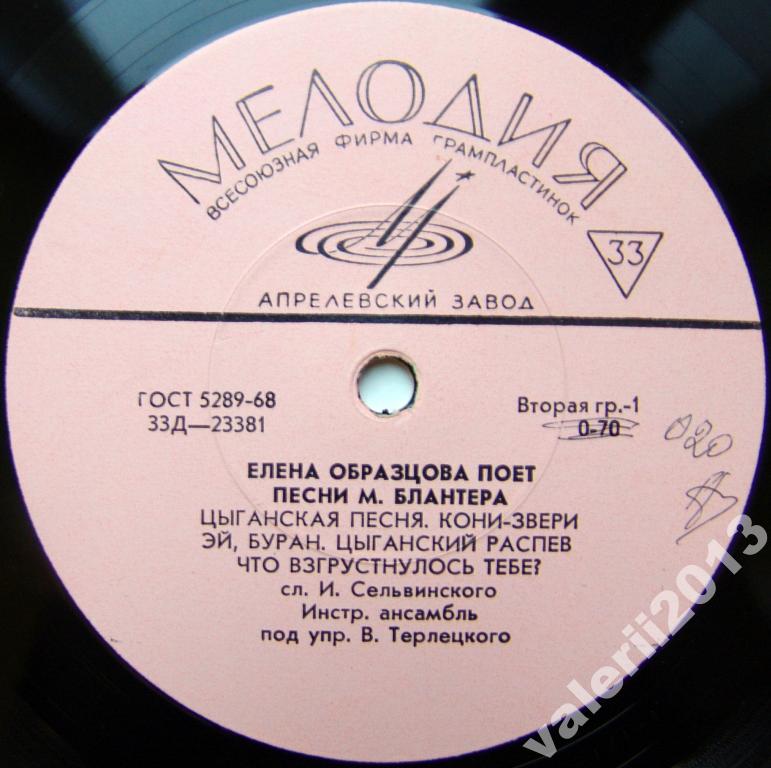 МЕЛОДИЯ
ВСЕСОЮЗНАЯ ФИРМА ГРАМПЛАСТИНОК
33
АПРЕЛЕВСКИЙ ЗАВОД
ГОСТ 5289-68
33Д—23381
Вторая гр.-1
0-70
020
ЕЛЕНА ОБРАЗЦОВА ПОЕТ
ПЕСНИ М. БЛАНТЕРА
ЦЫГАНСКАЯ ПЕСНЯ. КОНИ-ЗВЕРИ
ЭЙ, БУРАН. ЦЫГАНСКИЙ РАСПЕВ
ЧТО ВЗГРУСТНУЛОСЬ ТЕБЕ?
сл. И. Сельвинского
Инстр. ансамбль
под упр. В. Терлецкого
valerii2013